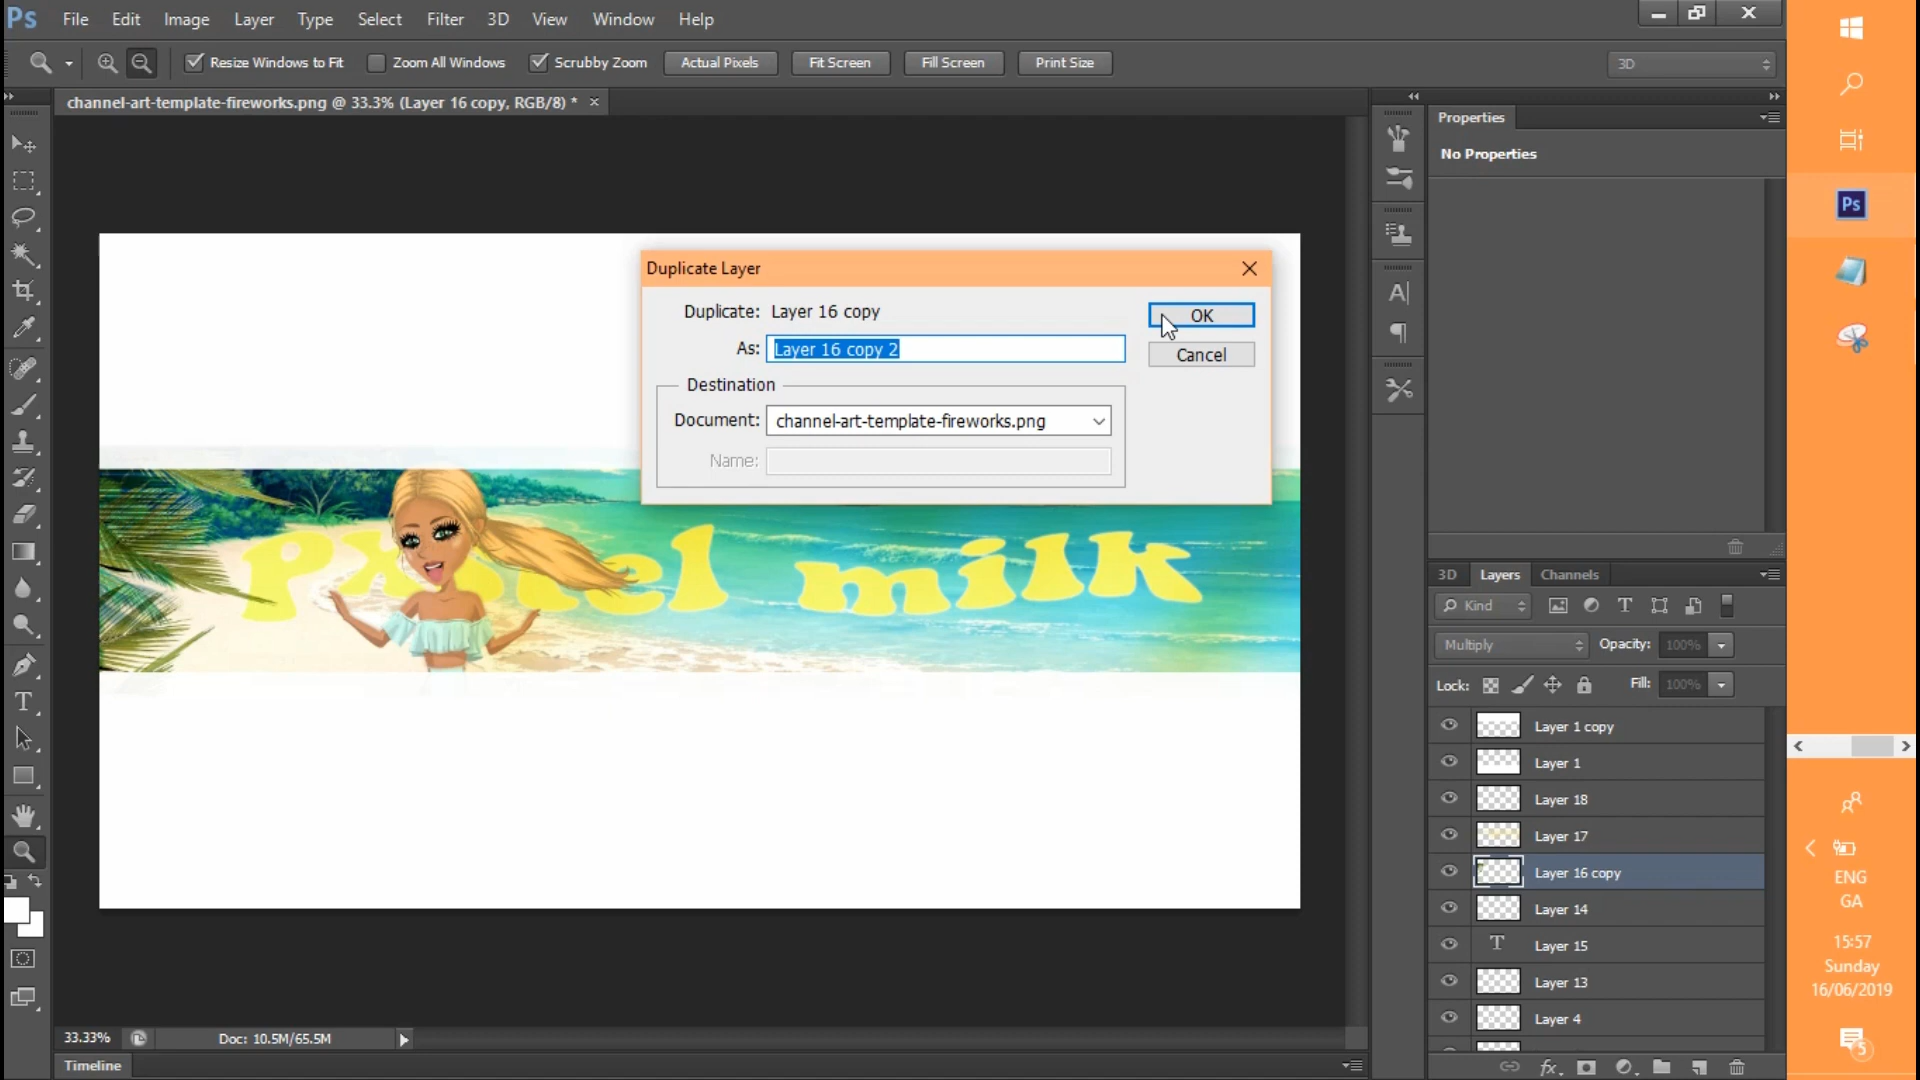 Ps File Edit Image Layer Type Select Filter 3D View Window Help
Resize Windows to Fit Zoom All Windows Scrubby Zoom Actual Pixels Fit Screen Fill Screen Print Size 3D
channel-art-template-fireworks.png @ 33.3% (Layer 16 copy, RGB/8) *
Properties
No Properties
Ps
Duplicate Layer
Duplicate: Layer 16 copy
OK
As: Layer 16 copy 2
Cancel
Destination
Document: channel-art-template-fireworks.png
Name:
milk
3D Layers Channels
Kind
Multiply Opacity: 100%
Lock: Fill: 100%
Layer 1 copy
Layer 1
Layer 18
Layer 17
Layer 16 copy
Layer 14
Layer 15
Layer 13
Layer 4
ENG
GA
15:57
Sunday
16/06/2019
5
33.33% Doc: 10.5M/65.5M
Timeline
fx